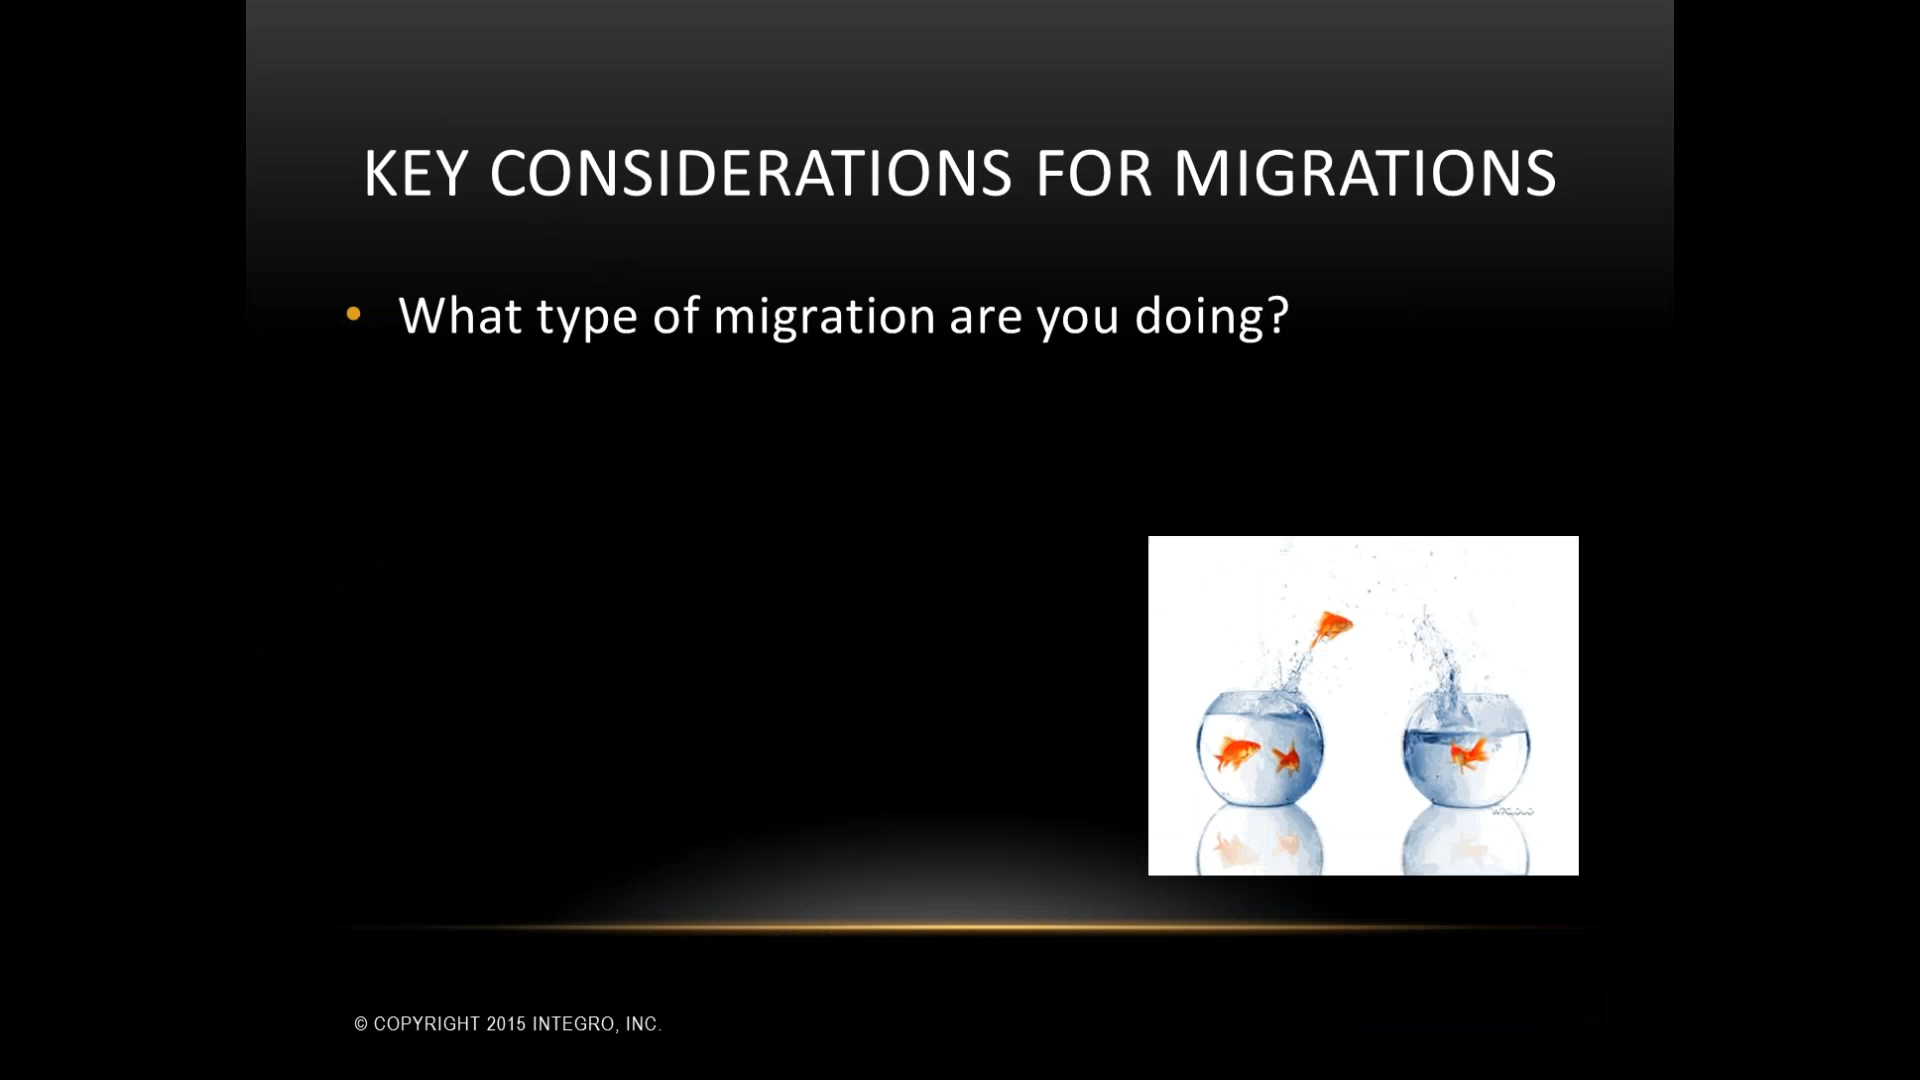 KEY CONSIDERATIONS FOR MIGRATIONS
• What type of migration are you doing?
© COPYRIGHT 2015 INTEGRO, INC.